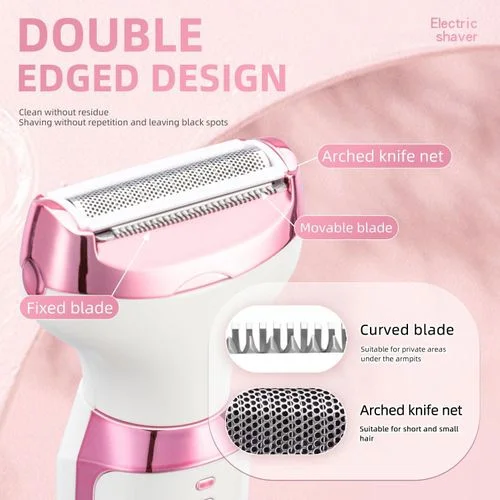 DOUBLE
EDGED DESIGN
Electric
shaver
Clean without residue
Shaving without repetition and leaving black spots
Arched knife net
Movable blade
Fixed blade
Curved blade
Suitable for private areas
under the armpits
Arched knife net
Suitable for short and small
hair